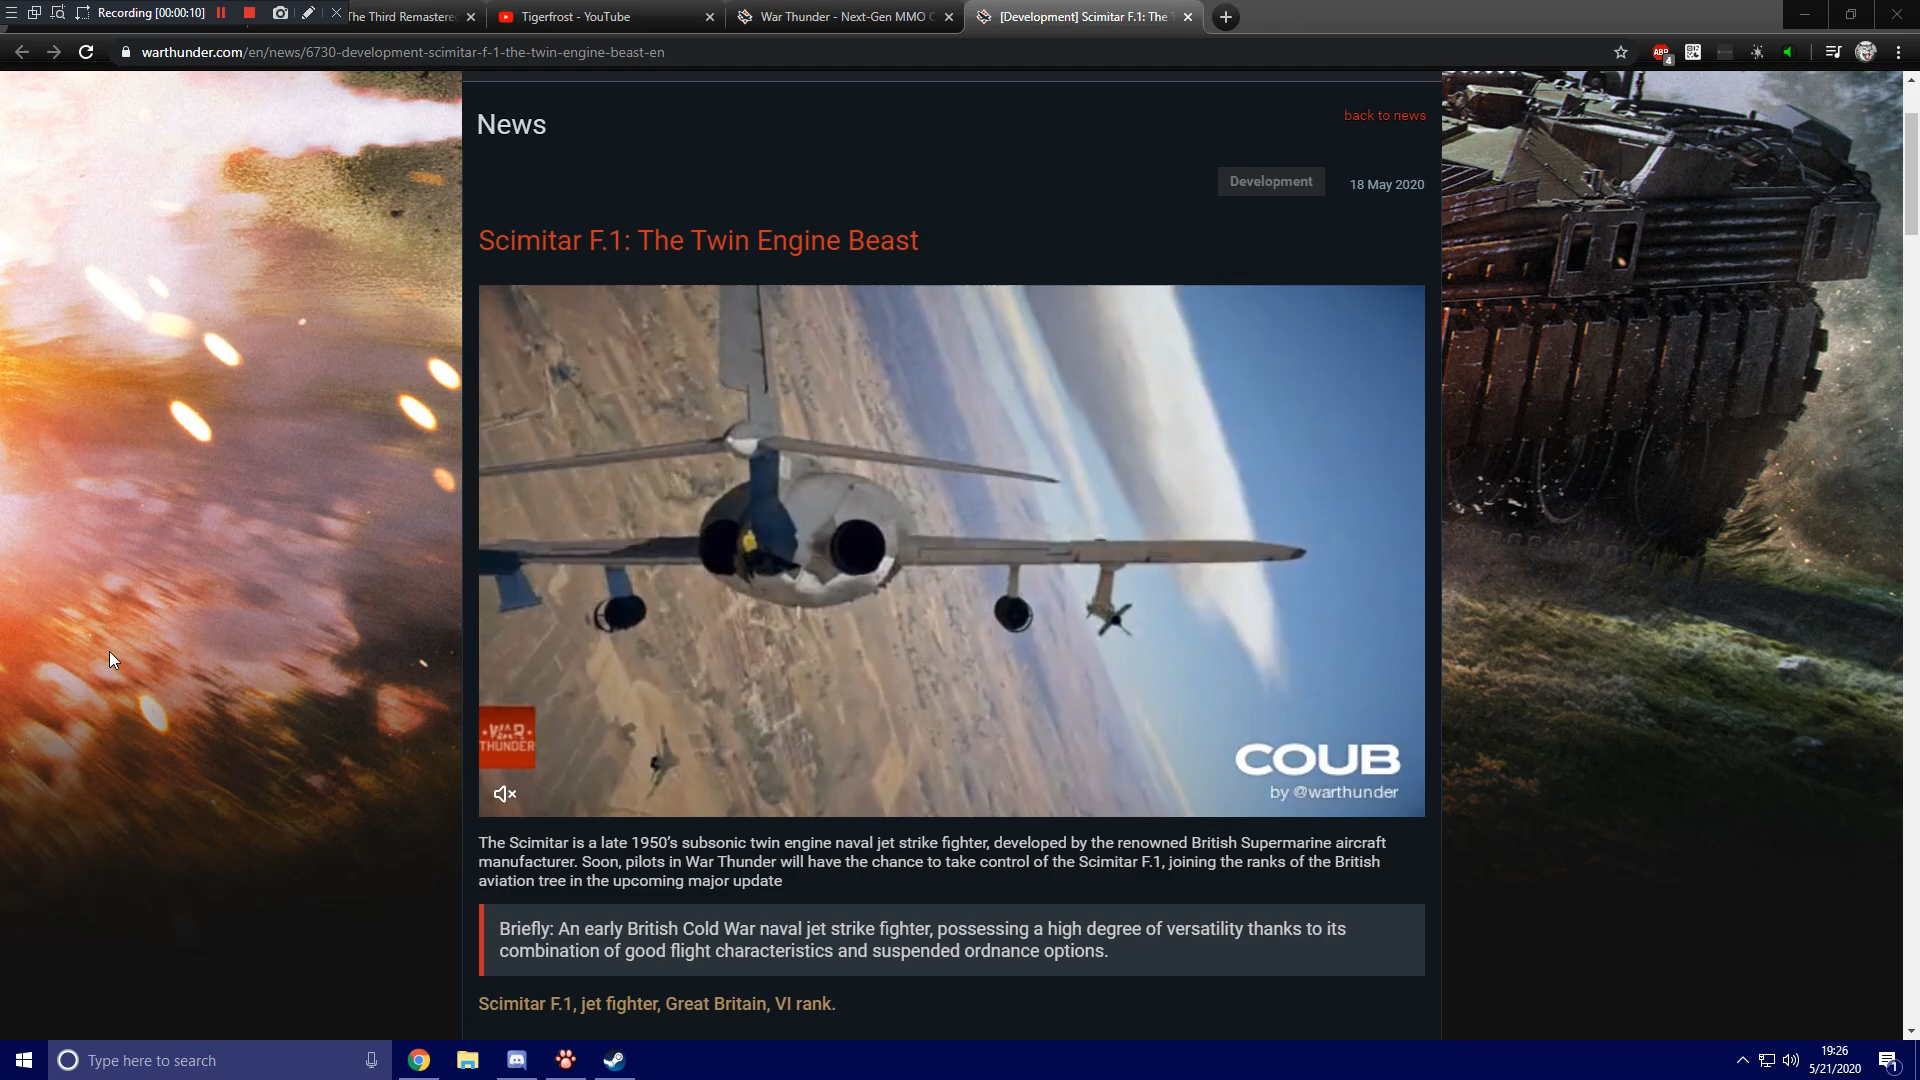 Recording [00:00:10]
The Third Remastered
Tigerfrost - YouTube
War Thunder - Next-Gen MMO C
[Development] Scimitar F.1: The T
warthunder.com/en/news/6730-development-scimitar-f-1-the-twin-engine-beast-en
ABP
4
News
back to news
Development
18 May 2020
Scimitar F.1: The Twin Engine Beast
WAR
THUNDER
COUB
by @warthunder
The Scimitar is a late 1950’s subsonic twin engine naval jet strike fighter, developed by the renowned British Supermarine aircraft
manufacturer. Soon, pilots in War Thunder will have the chance to take control of the Scimitar F.1, joining the ranks of the British
aviation tree in the upcoming major update
Briefly: An early British Cold War naval jet strike fighter, possessing a high degree of versatility thanks to its
combination of good flight characteristics and suspended ordnance options.
Scimitar F.1, jet fighter, Great Britain, VI rank.
Type here to search
19:26
5/21/2020
1